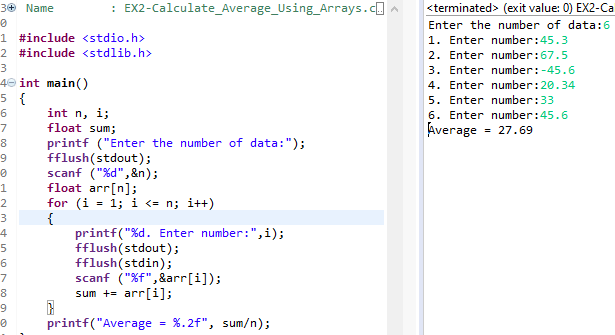 3 Name : EX2-Calculate_Average_Using_Arrays.c..
0
1 #include <stdio.h>
2 #include <stdlib.h>
3
4 int main()
5 {
6 int n, i;
7 float sum;
8 printf ("Enter the number of data:");
9 fflush(stdout);
0 scanf ("%d",&n);
1 float arr[n];
2 for (i = 1; i <= n; i++)
3 {
4 printf("%d. Enter number:",i);
5 fflush(stdout);
6 fflush(stdin);
7 scanf ("%f",&arr[i]);
8 sum += arr[i];
9 }
0 printf("Average = %.2f", sum/n);
<terminated> (exit value: 0) EX2-Ca
Enter the number of data:6
1. Enter number:45.3
2. Enter number:67.5
3. Enter number:-45.6
4. Enter number:20.34
5. Enter number:33
6. Enter number:45.6
Average = 27.69